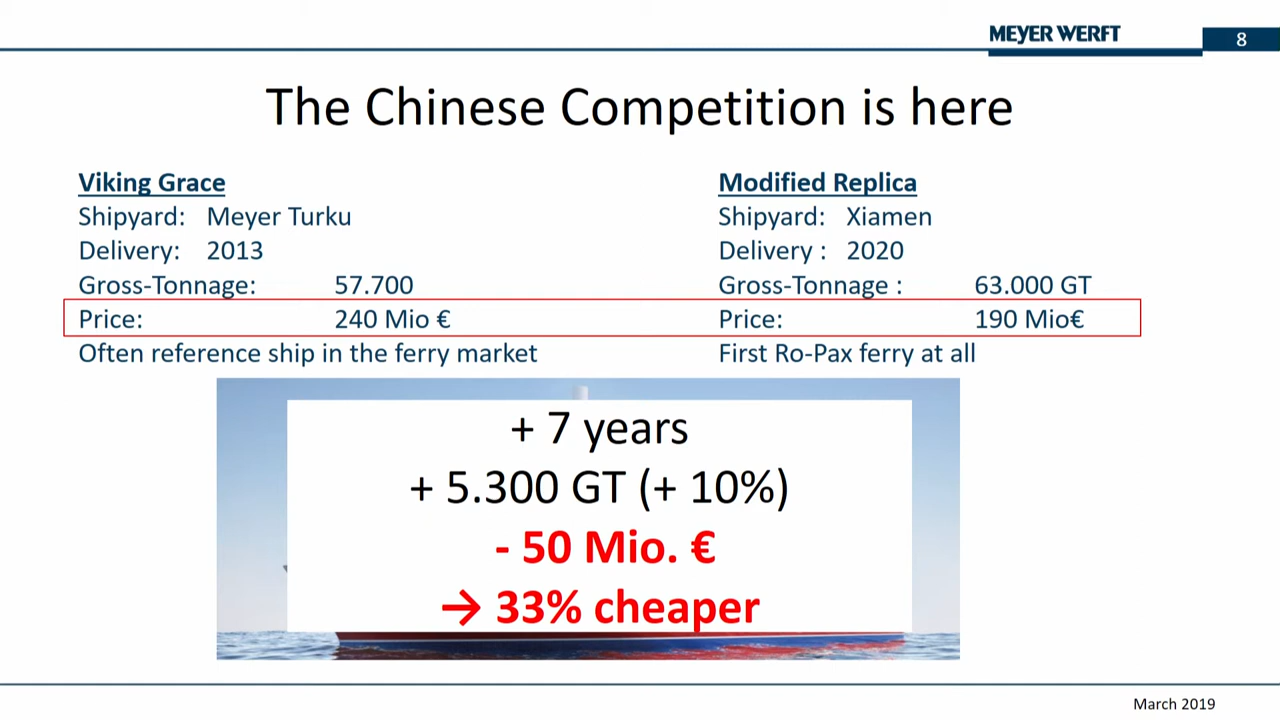 MEYER WERFT
8
The Chinese Competition is here
Viking Grace
Shipyard: Meyer Turku
Delivery: 2013
Gross-Tonnage: 57.700
Price: 240 Mio €
Often reference ship in the ferry market
Modified Replica
Shipyard: Xiamen
Delivery : 2020
Gross-Tonnage : 63.000 GT
Price: 190 Mio€
First Ro-Pax ferry at all
+ 7 years
+ 5.300 GT (+ 10%)
- 50 Mio. €
→ 33% cheaper
March 2019